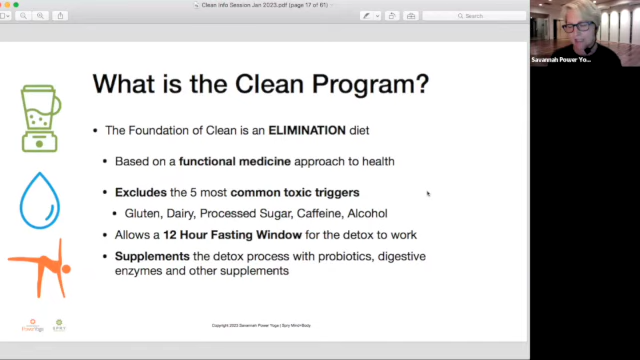 Clean Info Session Jan 2023.pdf (page 17 of 61)
Search
Savannah Power Yo...
What is the Clean Program?
• The Foundation of Clean is an ELIMINATION diet
• Based on a functional medicine approach to health
• Excludes the 5 most common toxic triggers
• Gluten, Dairy, Processed Sugar, Caffeine, Alcohol
• Allows a 12 Hour Fasting Window for the detox to work
• Supplements the detox process with probiotics, digestive
enzymes and other supplements
PowerYoga
Copyright 2023 Savannah Power Yoga | Spry Mind+Body